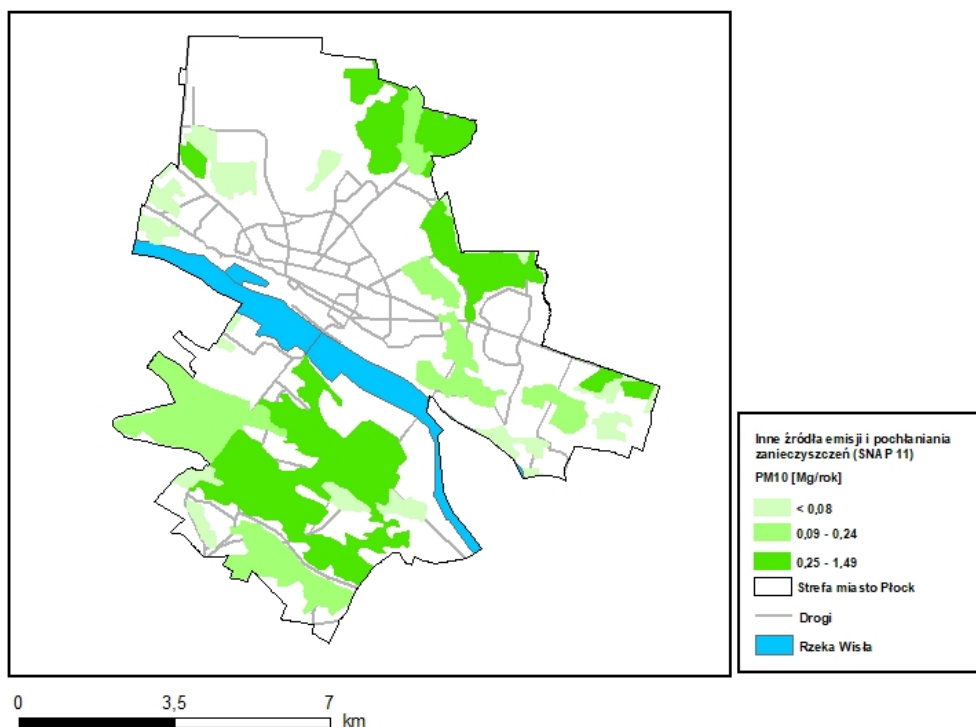 Inne źródła emisji i pochłaniania
zanieczyszczeń (SNAP 11)
PM10 [Mg/rok]
< 0,08
0,09 - 0,24
0,25 - 1,49
Strefa miasto Płock
Drogi
Rzeka Wisła
0 3,5 7
km